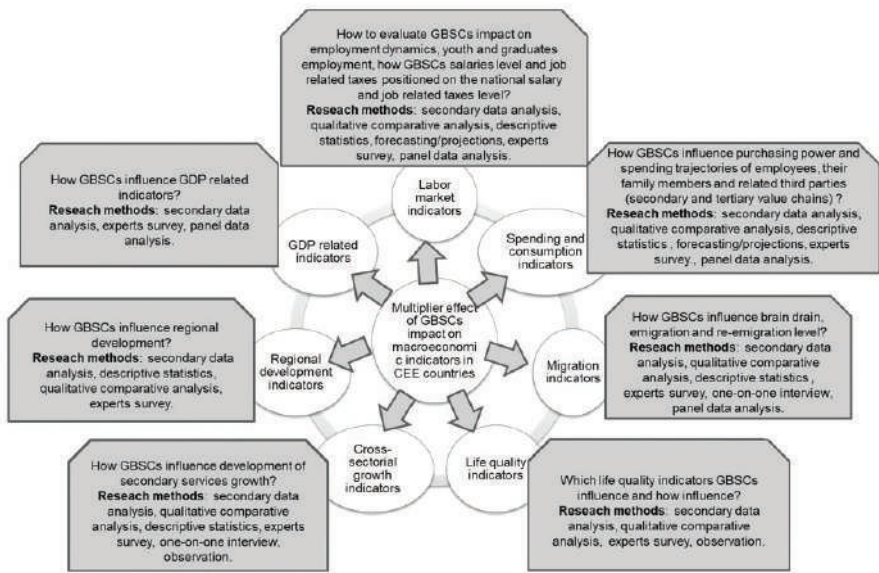 How to evaluate GBSCs impact on
employment dynamics, youth and graduates
employment, how GBSCs salaries level and job
related taxes positioned on the national salary
and job related taxes level?
Reseach methods: secondary data analysis,
qualitative comparative analysis, descriptive
statistics, forecasting/projections, experts
survey, panel data analysis.
How GBSCs influence GDP related
indicators?
Reseach methods: secondary data
analysis, experts survey, panel data
analysis.
How GBSCs influence purchasing power and
spending trajectories of employees, their
family members and related third parties
(secondary and tertiary value chains) ?
Reseach methods: secondary data analysis,
qualitative comparative analysis, descriptive
statistics , forecasting/projections, experts
survey., panel data analysis.
Labor
market
indicators
GDP related
indicators
Spending and
consumption
indicators
Multiplier effect
of GBSCs
impact on
macroeconomi
c indicators in
CEE countries
How GBSCs influence regional
development?
Reseach methods: secondary data
analysis, descriptive statistics,
qualitative comparative analysis,
experts survey.
Regional
development
indicators
Migration
indicators
How GBSCs influence brain drain,
emigration and re-emigration level?
Reseach methods: secondary data
analysis, qualitative comparative
analysis, descriptive statistics ,
experts survey, one-on-one interview,
panel data analysis.
Cross-
sectorial
growth
indicators
Life quality
indicators
How GBSCs influence development of
secondary services growth?
Reseach methods: secondary data
analysis, qualitative comparative
analysis, descriptive statistics, experts
survey, one-on-one interview,
observation.
Which life quality indicators GBSCs
influence and how influence?
Reseach methods: secondary data
analysis, qualitative comparative
analysis, experts survey, observation.